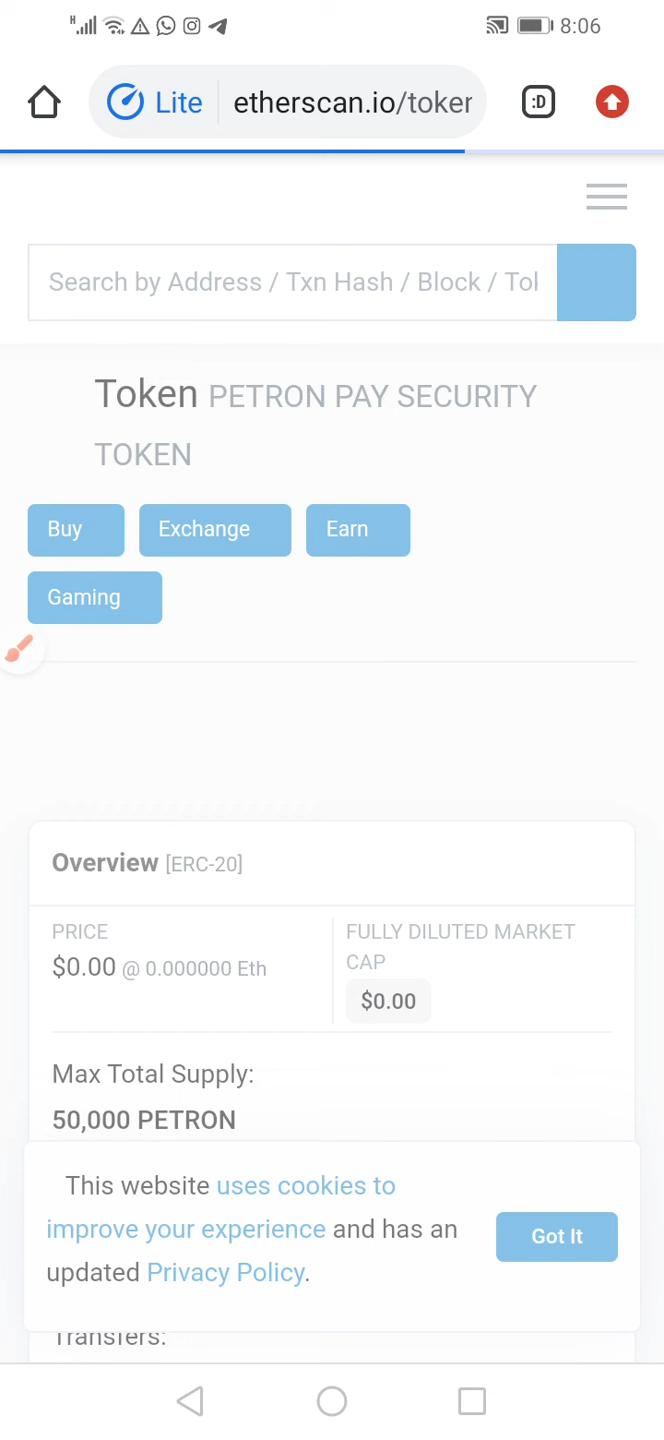 H
8:06
Lite
etherscan.io/toker
:D
Search by Address / Txn Hash / Block / Tok
Token PETRON PAY SECURITY
TOKEN
Buy
Exchange
Earn
Gaming
Overview [ERC-20]
PRICE
$0.00 @ 0.000000 Eth
FULLY DILUTED MARKET
CAP
$0.00
Max Total Supply:
50,000 PETRON
This website uses cookies to
improve your experience and has an
updated Privacy Policy.
Got It
Transfers: